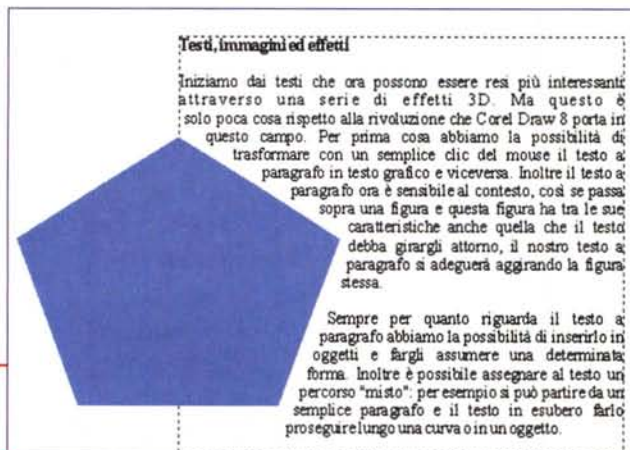 Testi, immagini ed effetti
Iniziamo dai testi che ora possono essere resi più interessanti
attraverso una serie di effetti 3D. Ma questo è
solo poca cosa rispetto alla rivoluzione che Corel Draw 8 porta in
questo campo. Per prima cosa abbiamo la possibilità di
trasformare con un semplice clic del mouse il testo a
paragrafo in testo grafico e viceversa. Inoltre il testo a
paragrafo ora è sensibile al contesto, così se passa
sopra una figura e questa figura ha tra le sue
caratteristiche anche quella che il testo
debba girargli attorno, il nostro testo a
paragrafo si adeguerà aggirando la figura
stessa.
Sempre per quanto riguarda il testo a
paragrafo abbiamo la possibilità di inserirlo in
oggetti e fargli assumere una determinata
forma. Inoltre è possibile assegnare al testo un
percorso "misto": per esempio si può partire da un
semplice paragrafo e il testo in esubero farlo
proseguire lungo una curva o in un oggetto.